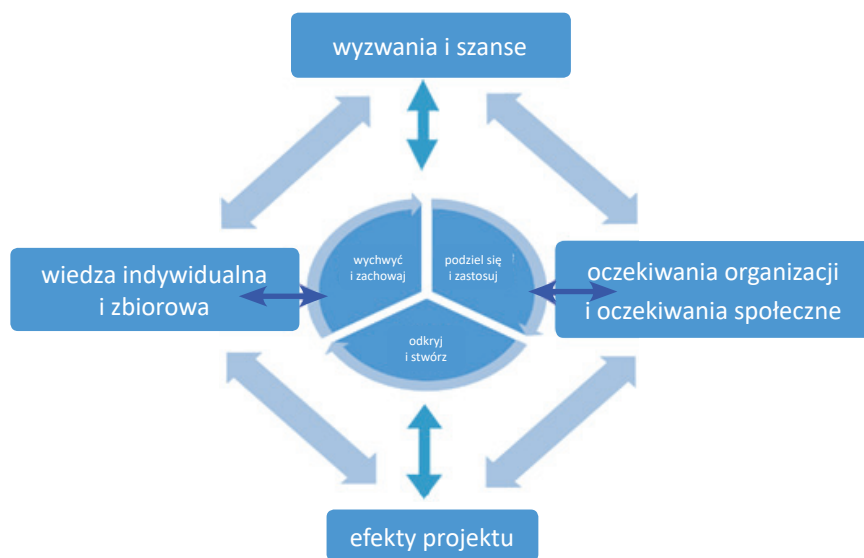 wyzwania i szanse
wychwyć
i zachowaj
podziel się
i zastosuj
wiedza indywidualna
i zbiorowa
oczekiwania organizacji
i oczekiwania społeczne
odkryj
i stwórz
efekty projektu